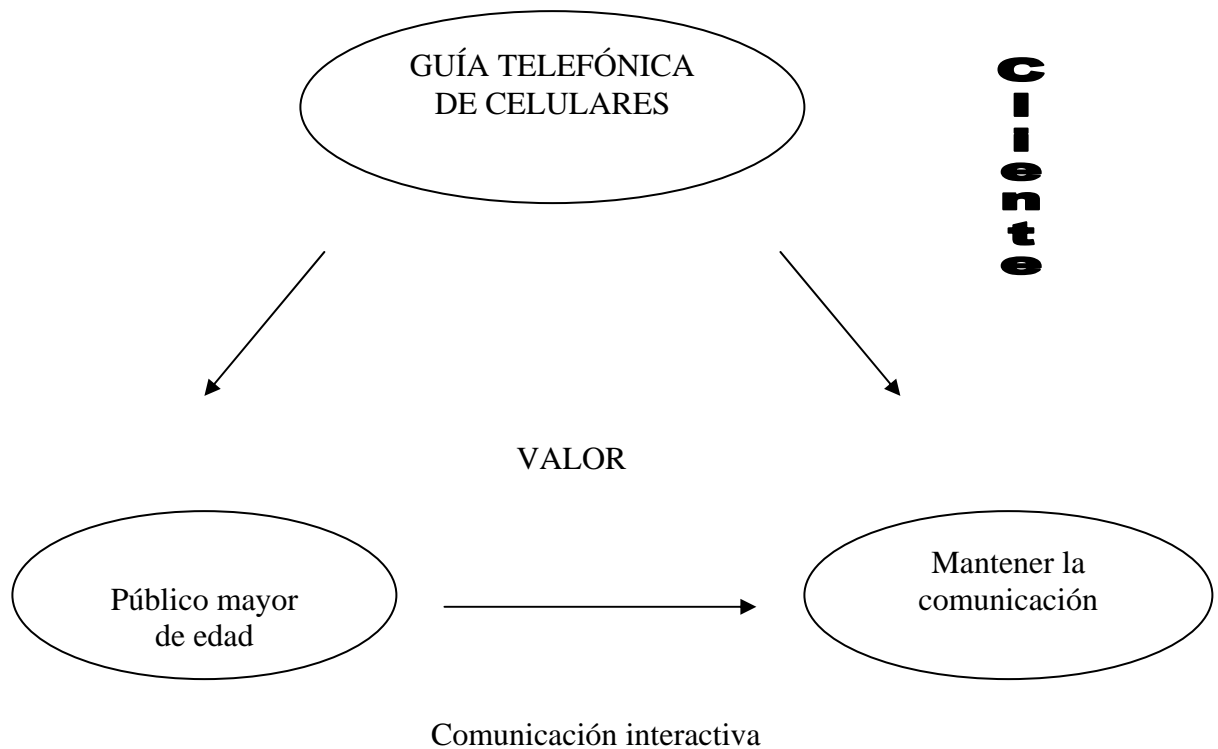 GUÍA TELEFÓNICA
DE CELULARES
Cliente
VALOR
Público mayor
de edad
Mantener la
comunicación
Comunicación interactiva